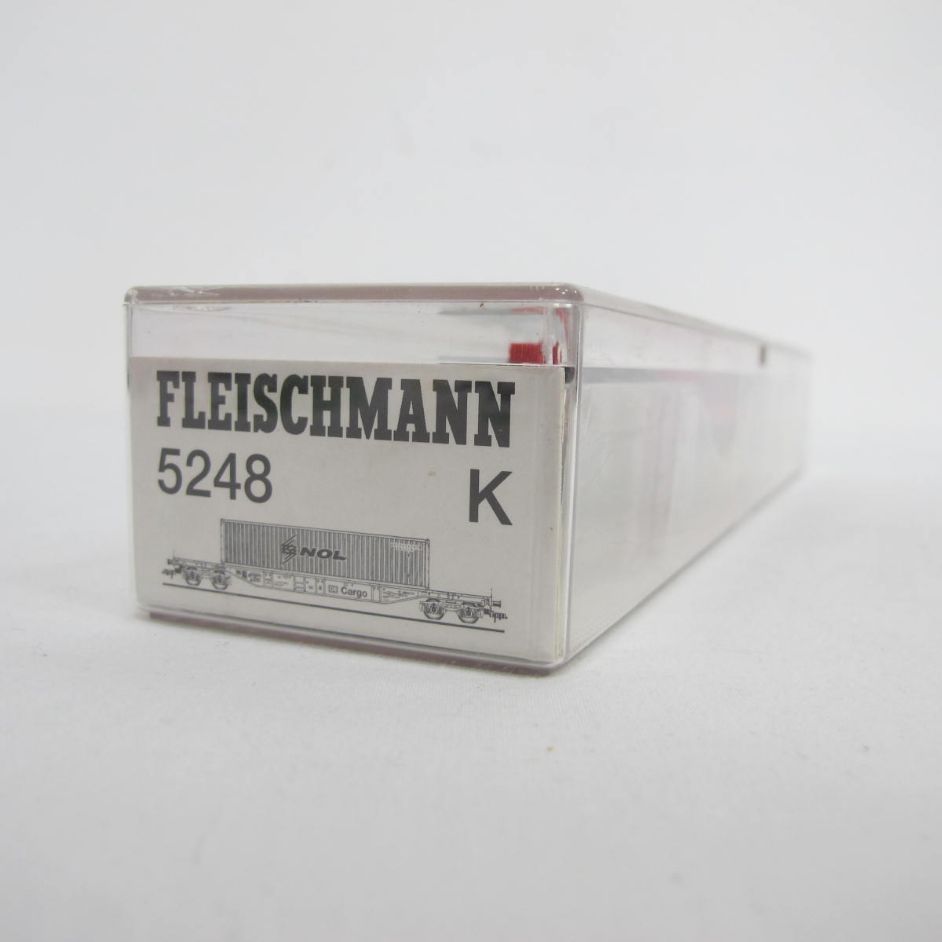 FLEISCHMANN
5248 K
NOL
Cargo